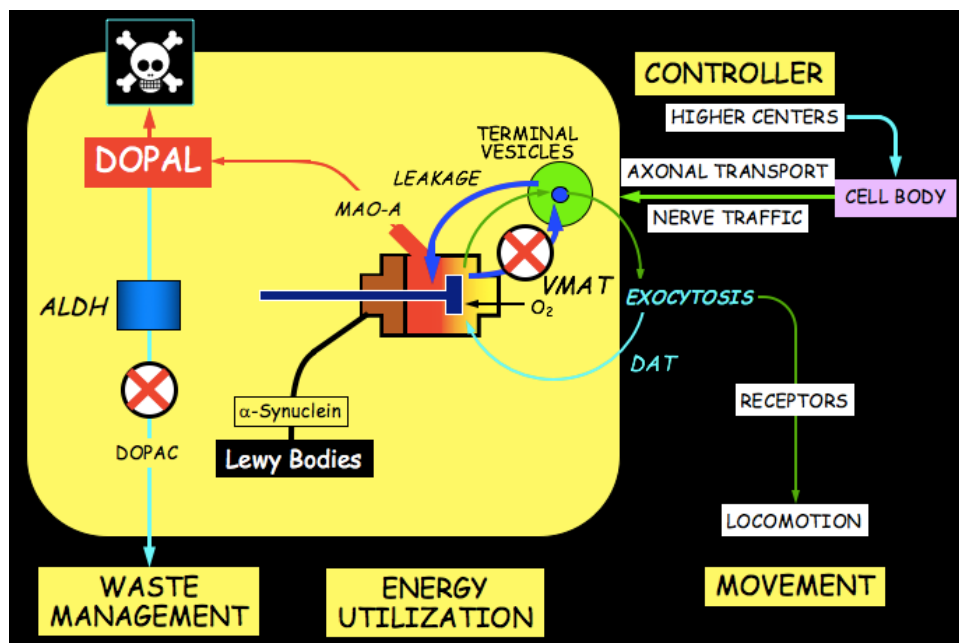 CONTROLLER
HIGHER CENTERS
TERMINAL
VESICLES
AXONAL TRANSPORT
DOPAL
LEAKAGE
CELL BODY
MAO-A
NERVE TRAFFIC
VMAT
EXOCYTOSIS
ALDH
O₂
DAT
α-Synuclein
RECEPTORS
DOPAC
Lewy Bodies
LOCOMOTION
WASTE
MANAGEMENT
ENERGY
UTILIZATION
MOVEMENT